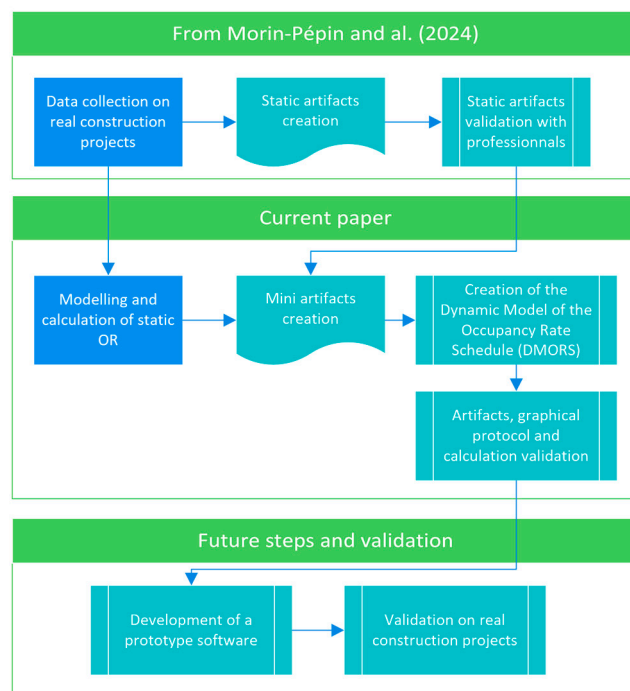 From Morin-Pépin and al. (2024)
Data collection on
real construction
projects
Static artifacts
creation
Static artifacts
validation with
professionnals
Current paper
Modelling and
calculation of static
OR
Mini artifacts
creation
Creation of the
Dynamic Model of the
Occupancy Rate
Schedule (DMORS)
Artifacts, graphical
protocol and
calculation validation
Future steps and validation
Development of a
prototype software
Validation on real
construction projects